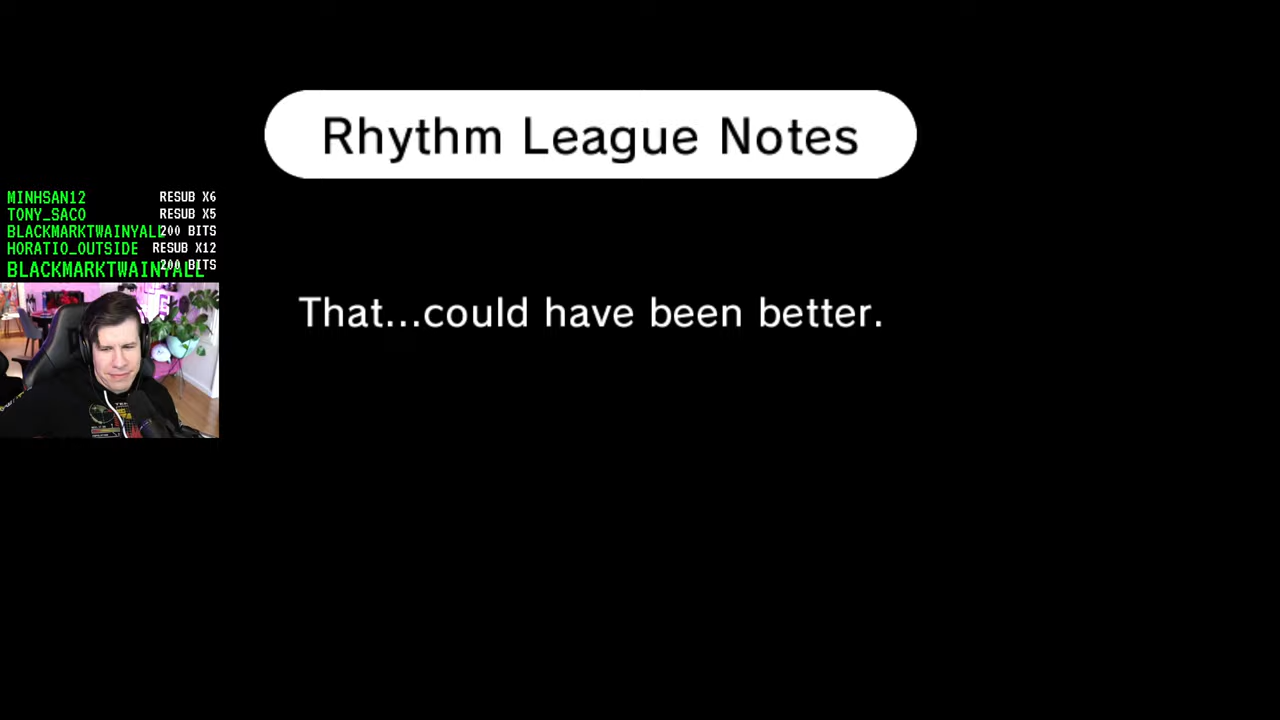 Rhythm League Notes
MINHSAN12 RESUB X6
TONY_SACO RESUB X5
BLACKMARKTWAINYALL 200 BITS
HORATIO_OUTSIDE RESUB X12
BLACKMARKTWAINYALL 200 BITS
That...could have been better.